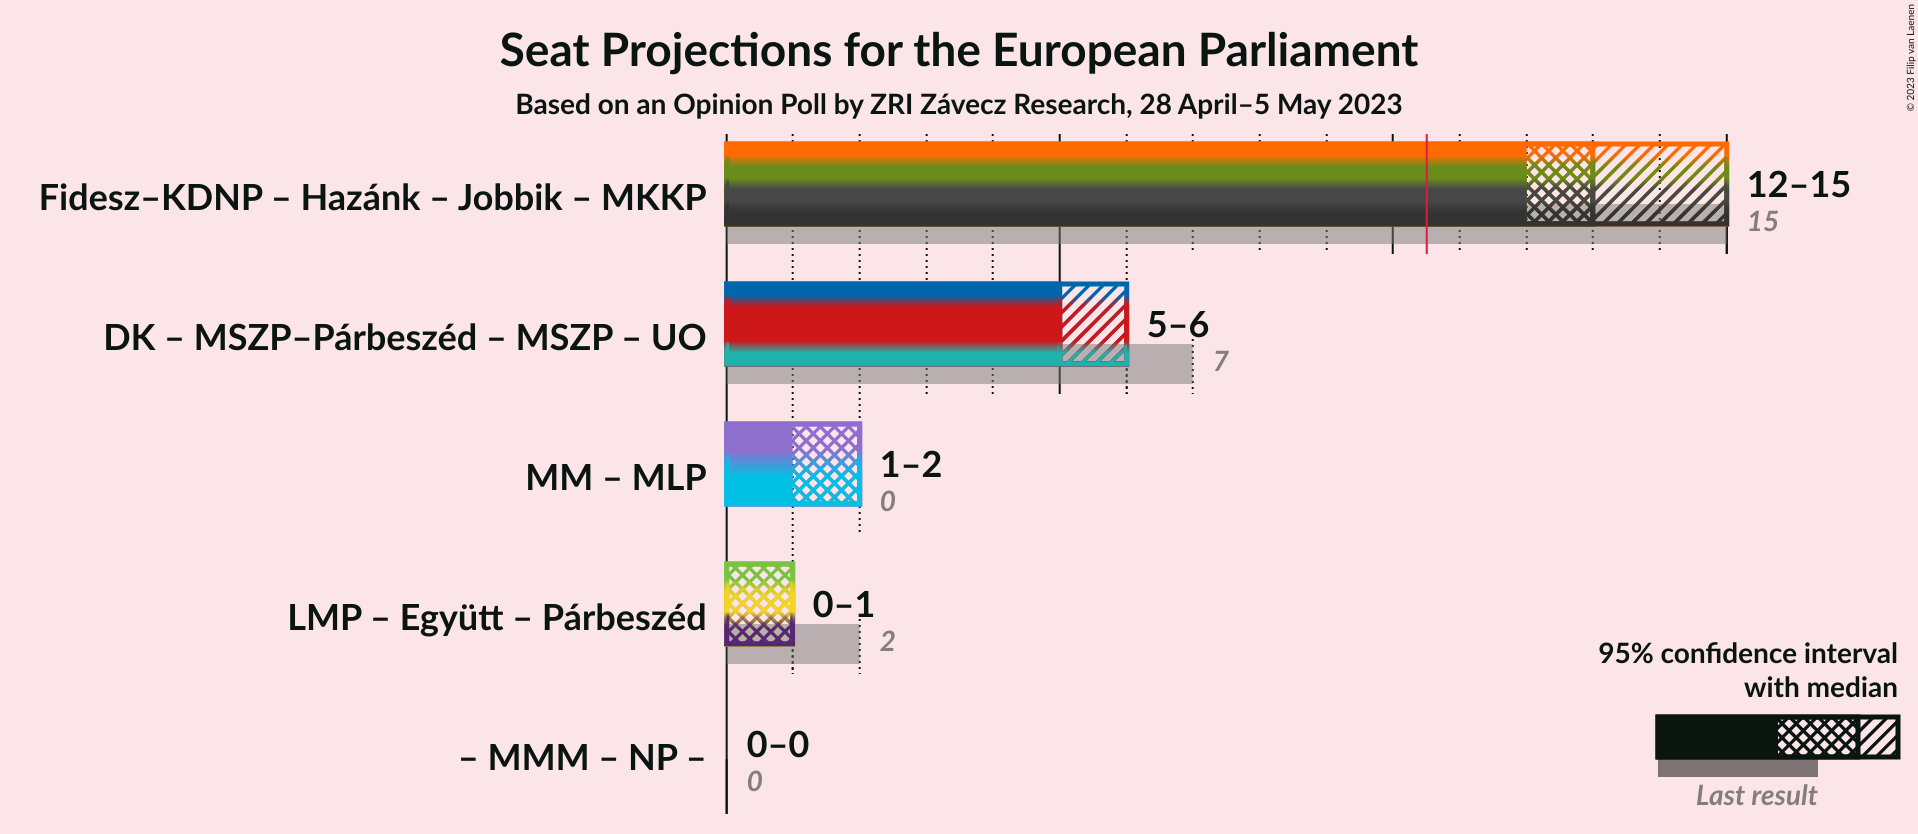 Seat Projections for the European Parliament
Based on an Opinion Poll by ZRI Závecz Research, 28 April–5 May 2023
© 2023 Filip van Laenen
Fidesz–KDNP – Hazánk – Jobbik – MKKP
12–15
15
DK – MSZP–Párbeszéd – MSZP – UO
5–6
7
MM – MLP
1–2
0
LMP – Együtt – Párbeszéd
0–1
2
– MMM – NP –
0–0
0
95% confidence interval
with median
Last result